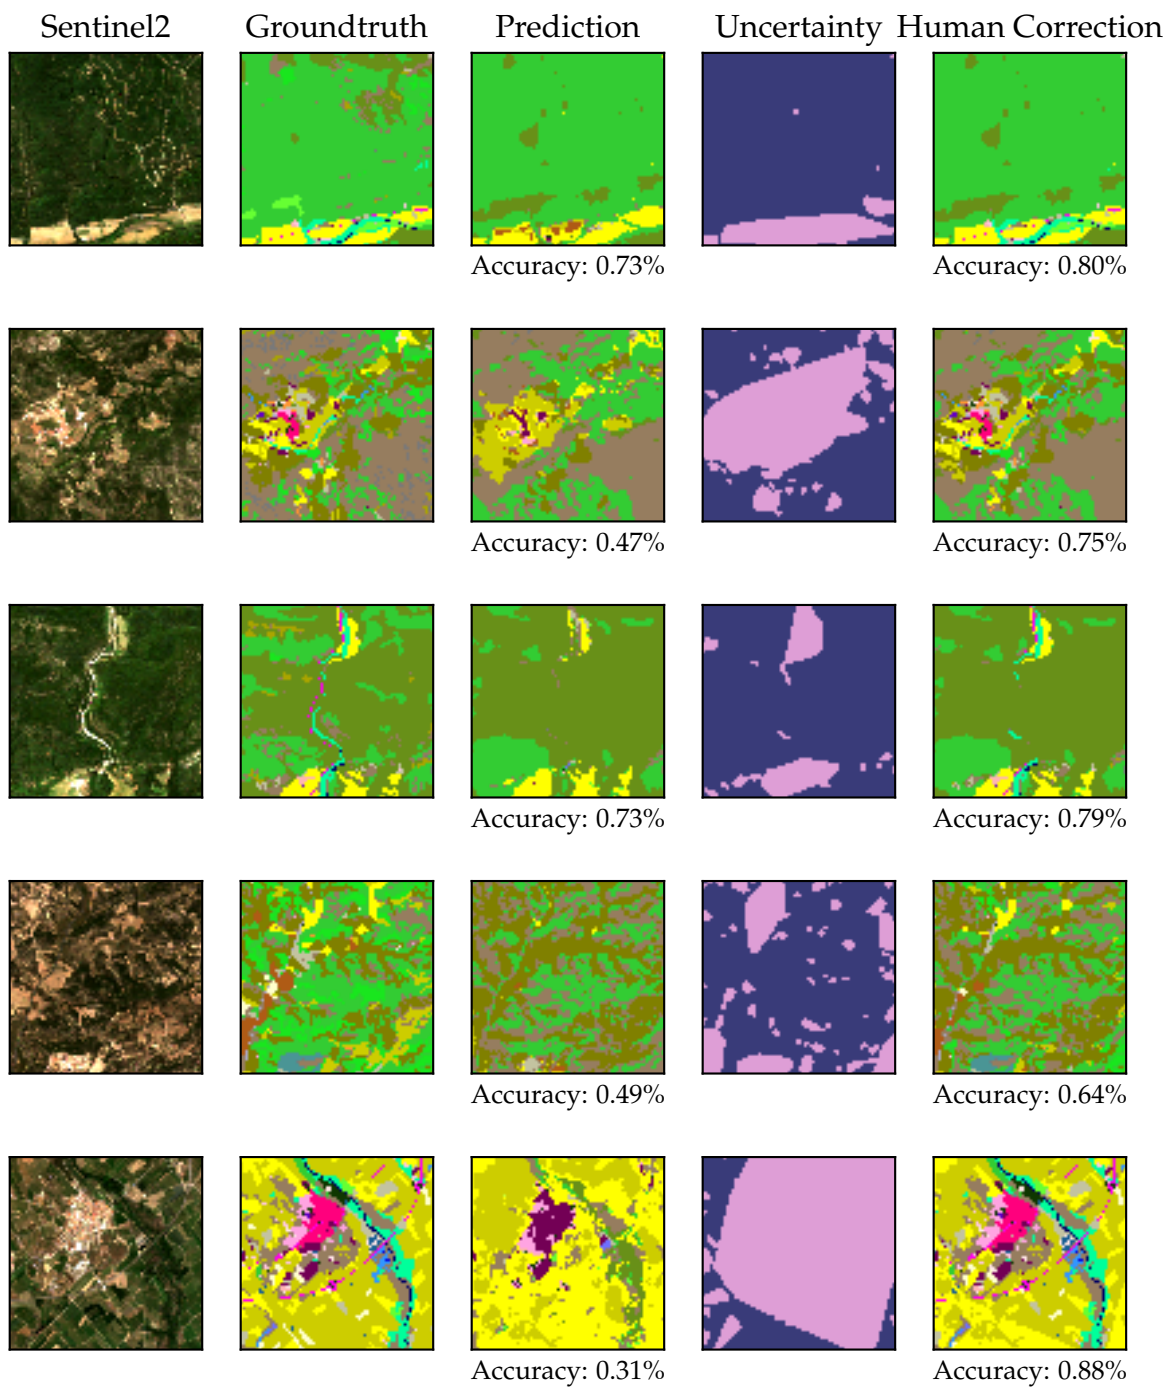 Sentinel2 Groundtruth Prediction Uncertainty Human Correction
Accuracy: 0.73% Accuracy: 0.80%
Accuracy: 0.47% Accuracy: 0.75%
Accuracy: 0.73% Accuracy: 0.79%
Accuracy: 0.49% Accuracy: 0.64%
Accuracy: 0.31% Accuracy: 0.88%